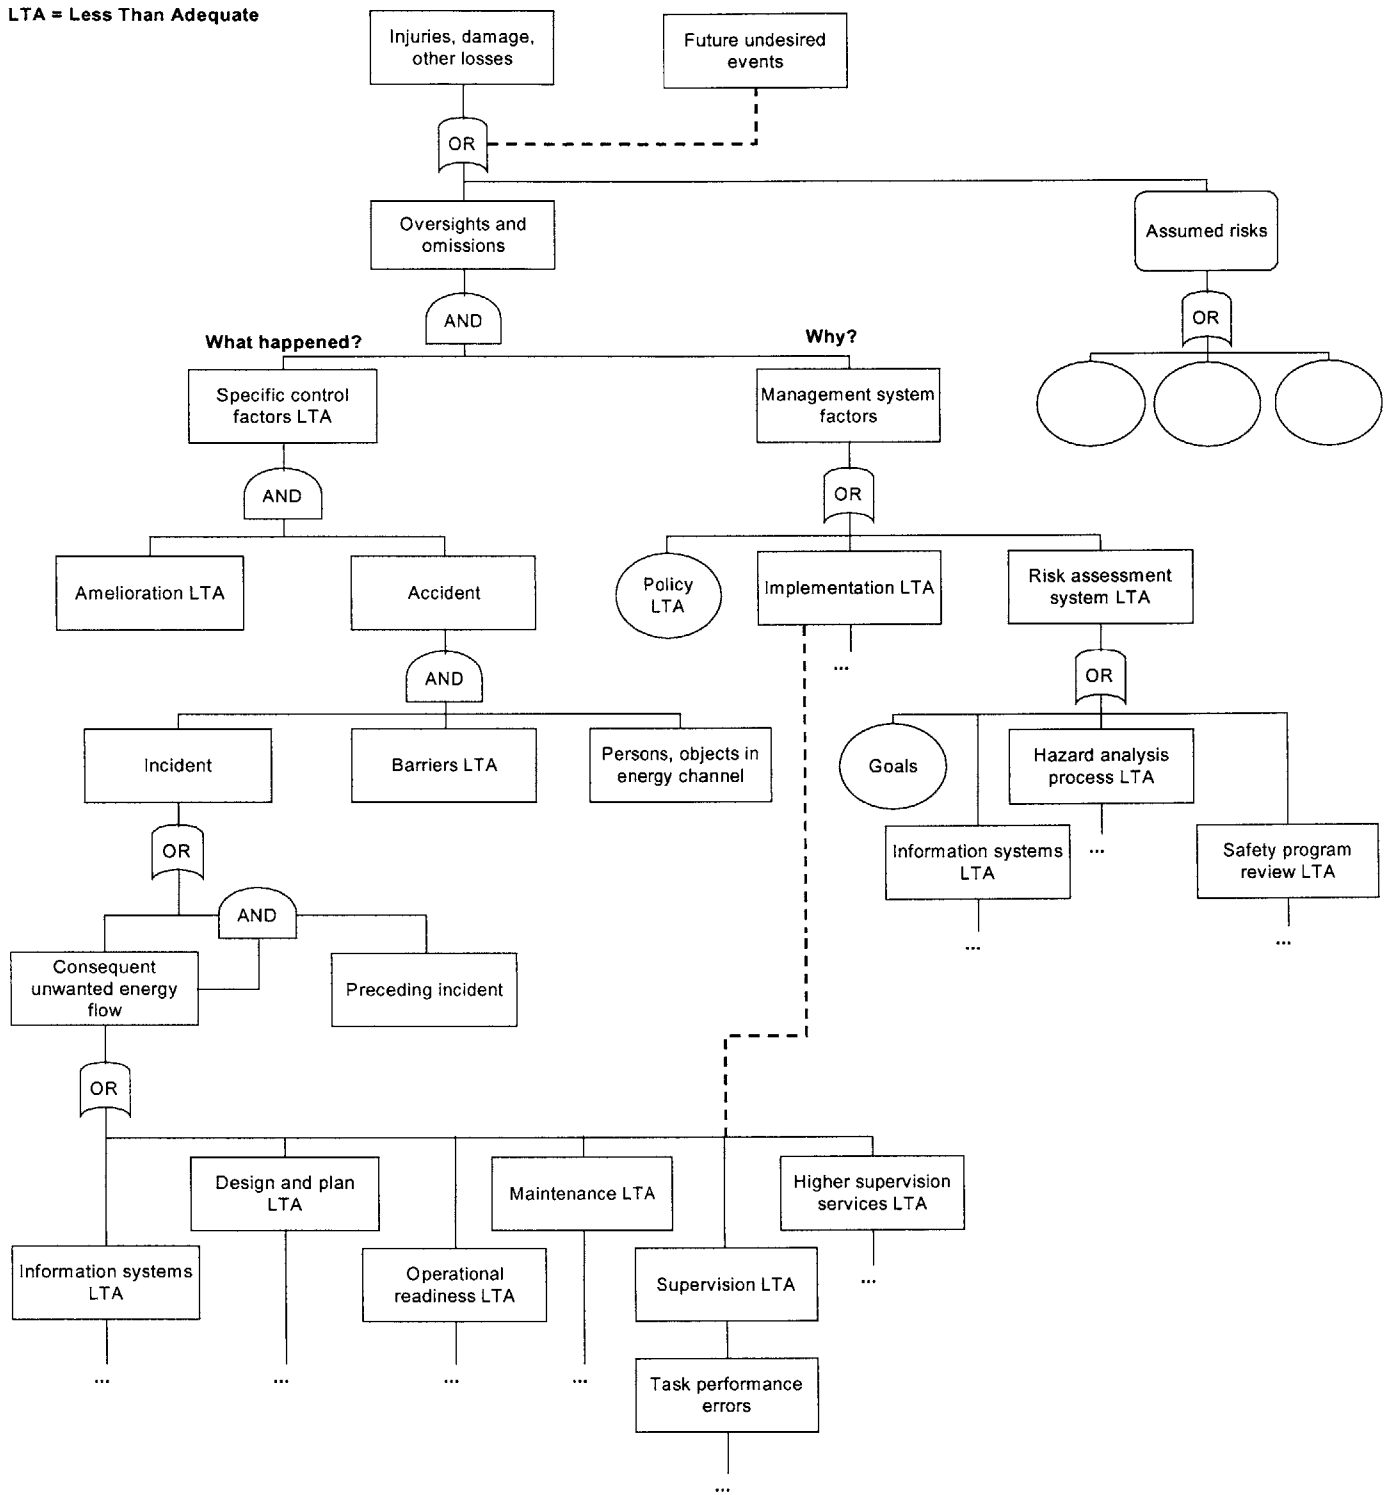 LTA = Less Than Adequate
Injuries, damage,
other losses
Future undesired
events
OR
Oversights and
omissions
Assumed risks
AND
OR
What happened?
Why?
Specific control
factors LTA
Management system
factors
AND
OR
Amelioration LTA
Accident
Policy
LTA
Implementation LTA
Risk assessment
system LTA
...
AND
OR
Incident
Barriers LTA
Persons, objects in
energy channel
Goals
Hazard analysis
process LTA
OR
Information systems
LTA
...
Safety program
review LTA
AND
...
...
Consequent
unwanted energy
flow
Preceding incident
OR
Design and plan
LTA
Maintenance LTA
Higher supervision
services LTA
Information systems
LTA
Operational
readiness LTA
Supervision LTA
...
...
...
...
...
Task performance
errors
...